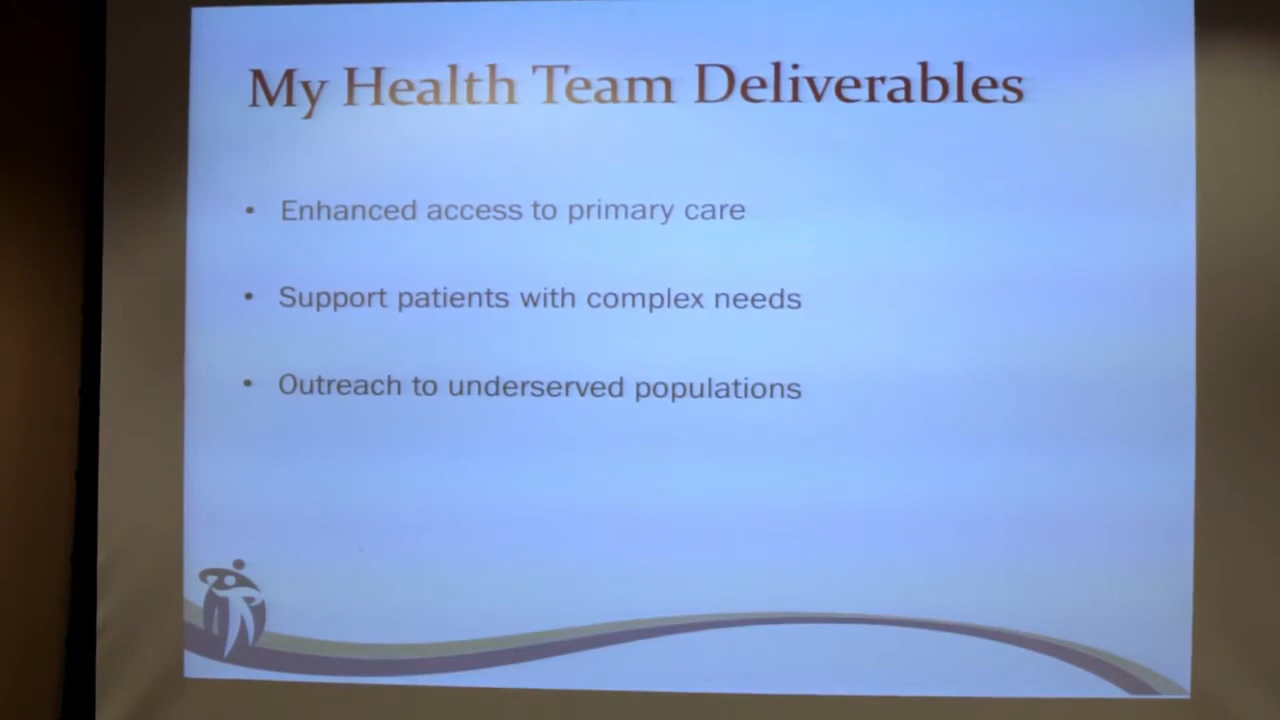 My Health Team Deliverables
• Enhanced access to primary care
• Support patients with complex needs
• Outreach to underserved populations